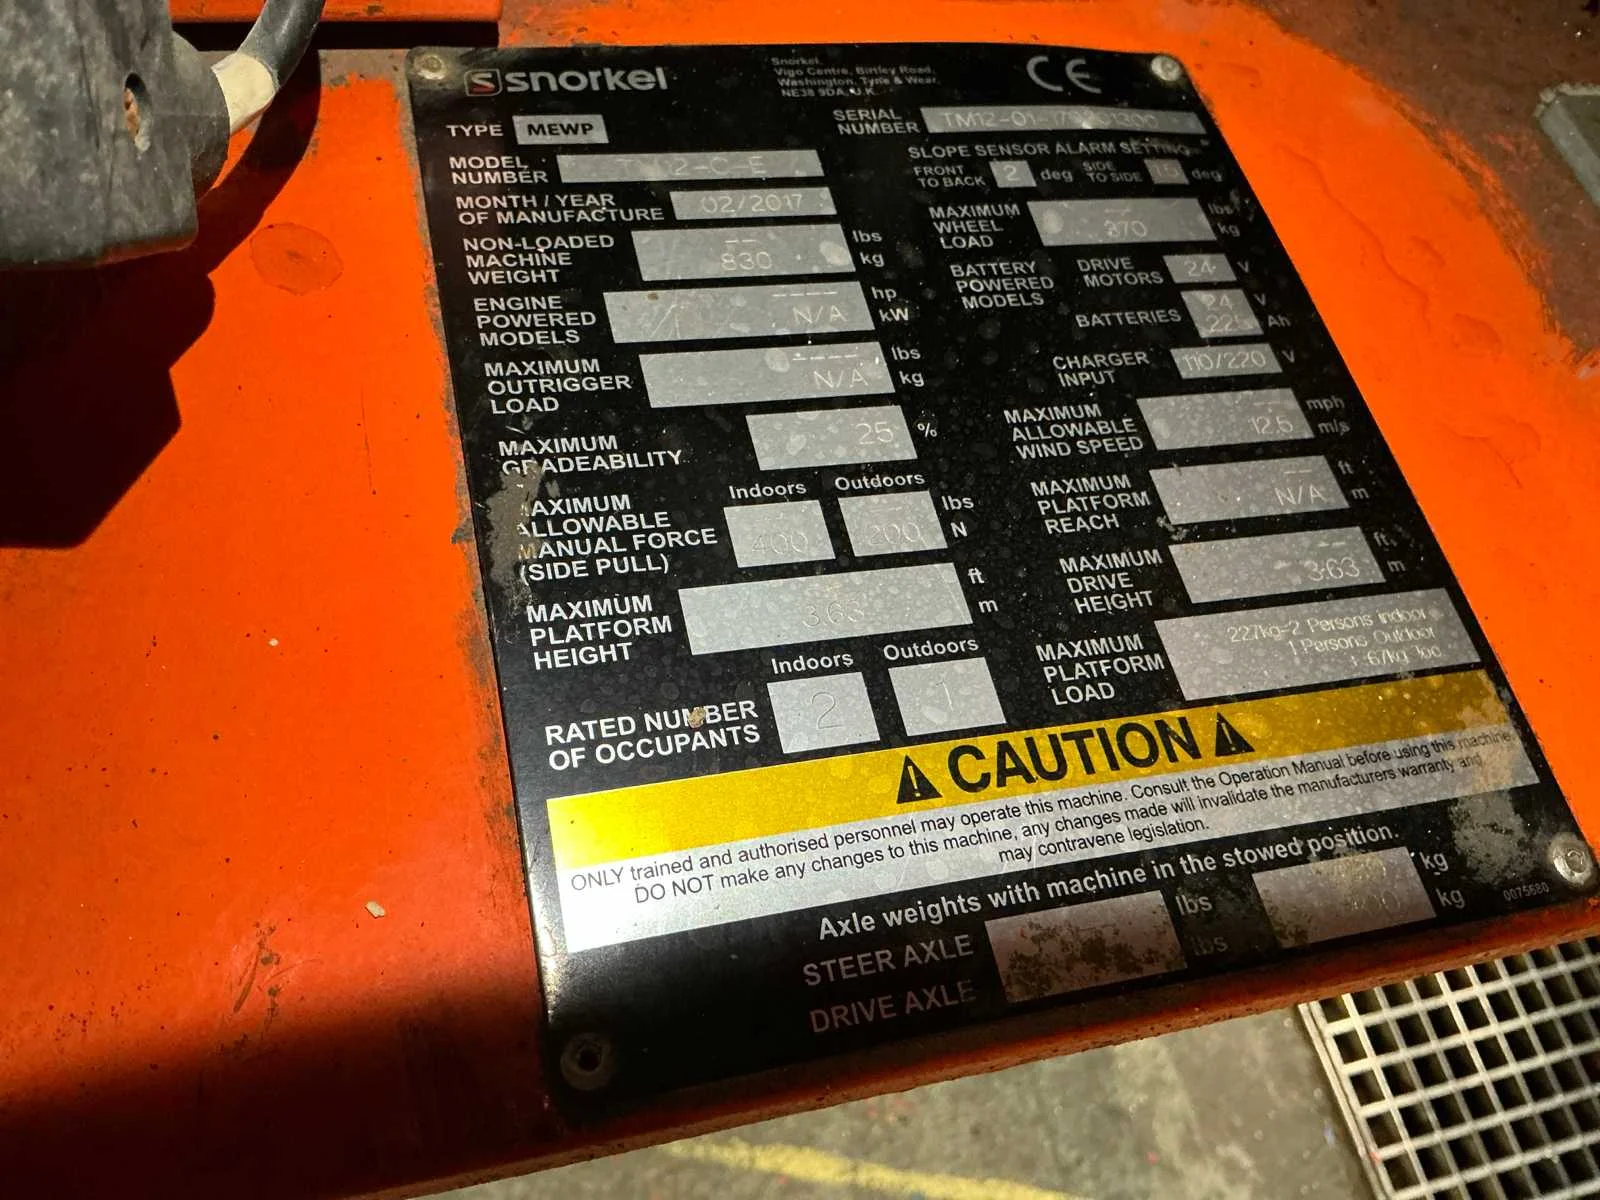 snorkel
Snorkel.
Vigo Centre, Birtley Road,
Washington, Tyne & Wear,
NE38 9DA, U.K.
CE
TYPE MEWP
SERIAL
NUMBER
MODEL
NUMBER
MONTH / YEAR
OF MANUFACTURE 02/2017
NON-LOADED
MACHINE
WEIGHT
-- lbs
830 kg
ENGINE
POWERED
MODELS
---- hp
N/A kW
MAXIMUM
OUTRIGGER
LOAD
---- lbs
N/A kg
MAXIMUM
GRADEABILITY 25 %
Indoors Outdoors
MAXIMUM
ALLOWABLE
MANUAL FORCE
(SIDE PULL)
lbs
400 200 N
MAXIMUM
PLATFORM
HEIGHT
ft
3.63 m
Indoors Outdoors
RATED NUMBER
OF OCCUPANTS
2 1
SLOPE SENSOR ALARM SETTING
FRONT
TO BACK 2 deg
SIDE
TO SIDE deg
MAXIMUM
WHEEL
LOAD
lbs
370 kg
BATTERY
POWERED
MODELS
DRIVE
MOTORS 24 V
BATTERIES
24 V
225 Ah
CHARGER
INPUT 110/220 V
MAXIMUM
ALLOWABLE
WIND SPEED
-- mph
12.5 m/s
MAXIMUM
PLATFORM
REACH
-- ft
N/A m
MAXIMUM
DRIVE
HEIGHT
-- ft
3.63 m
MAXIMUM
PLATFORM
LOAD
227kg-2 Persons indoor
1 Persons Outdoor
CAUTION
ONLY trained and authorised personnel may operate this machine. Consult the Operation Manual before using this machine
DO NOT make any changes to this machine, any changes made will invalidate the manufacturers warranty and
may contravene legislation.
Axle weights with machine in the stowed position.
STEER AXLE lbs kg
DRIVE AXLE lbs kg
0075680